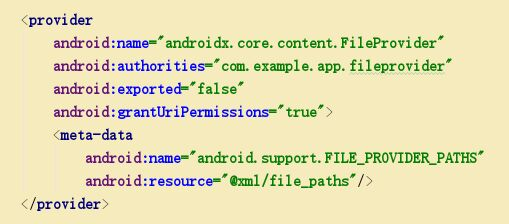 <provider
android:name="androidx.core.content.FileProvider"
android:authorities="com.example.app.fileprovider"
android:exported="false"
android:grantUriPermissions="true">
<meta-data
android:name="android.support.FILE_PROVIDER_PATHS"
android:resource="@xml/file_paths"/>
</provider>